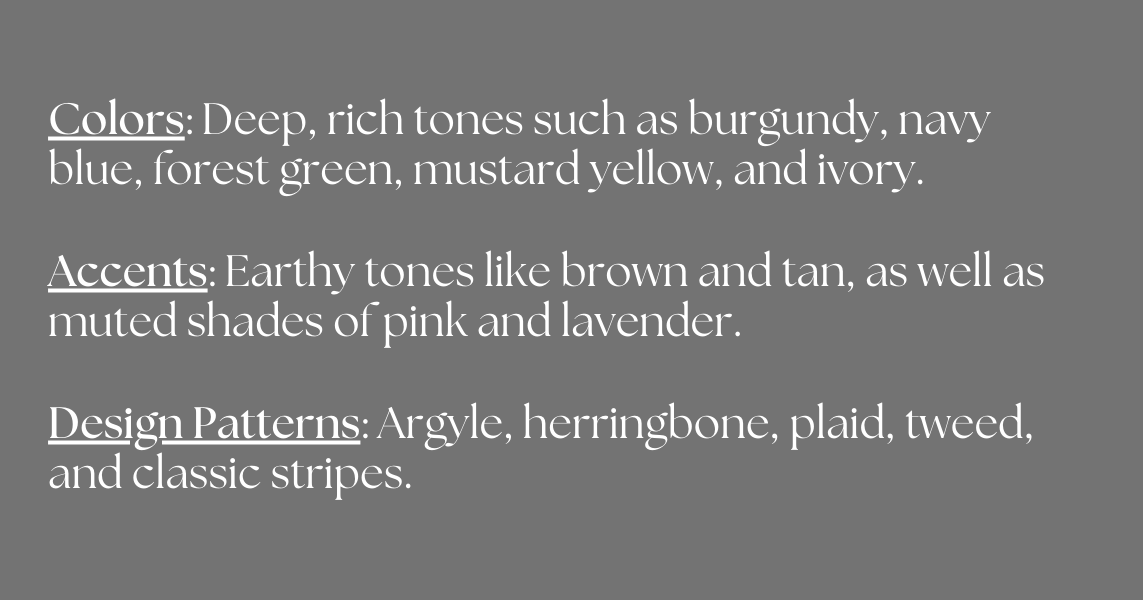 Colors: Deep, rich tones such as burgundy, navy
blue, forest green, mustard yellow, and ivory.
Accents: Earthy tones like brown and tan, as well as
muted shades of pink and lavender.
Design Patterns: Argyle, herringbone, plaid, tweed,
and classic stripes.